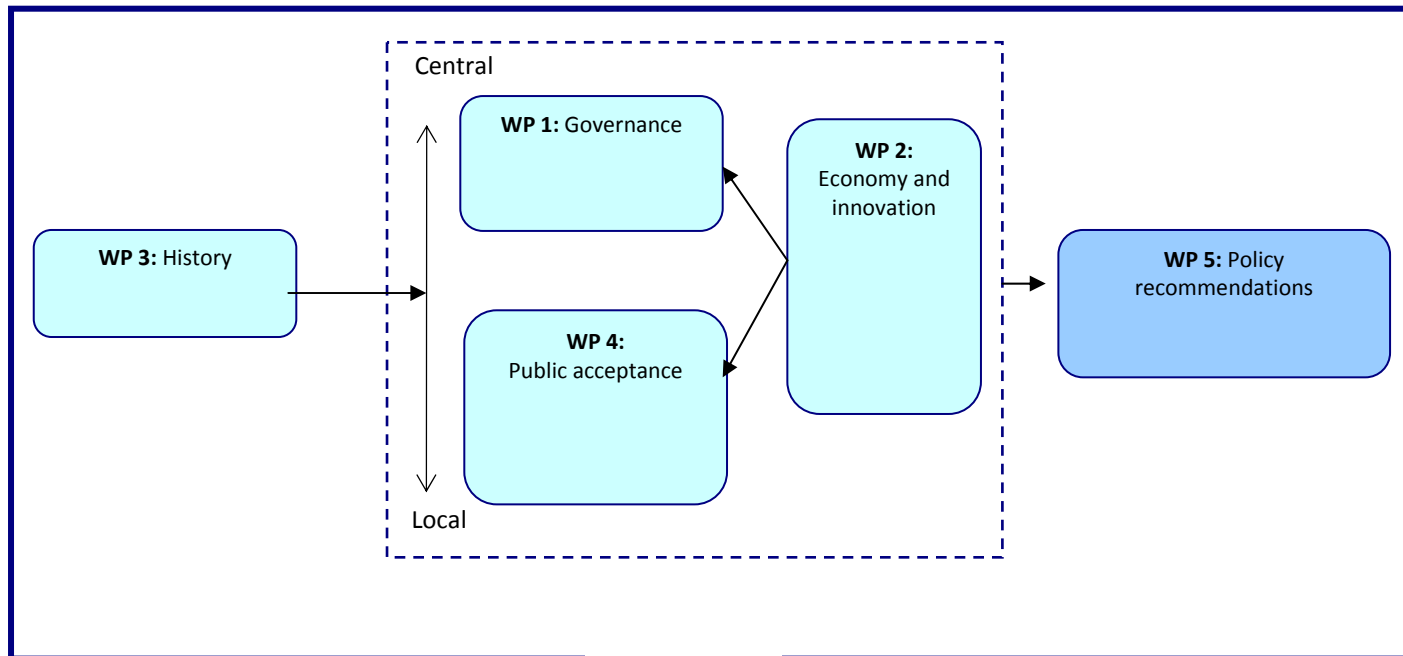 Central
WP 1: Governance
WP 2:
Economy and
innovation
WP 3: History
WP 5: Policy
recommendations
WP 4:
Public acceptance
Local